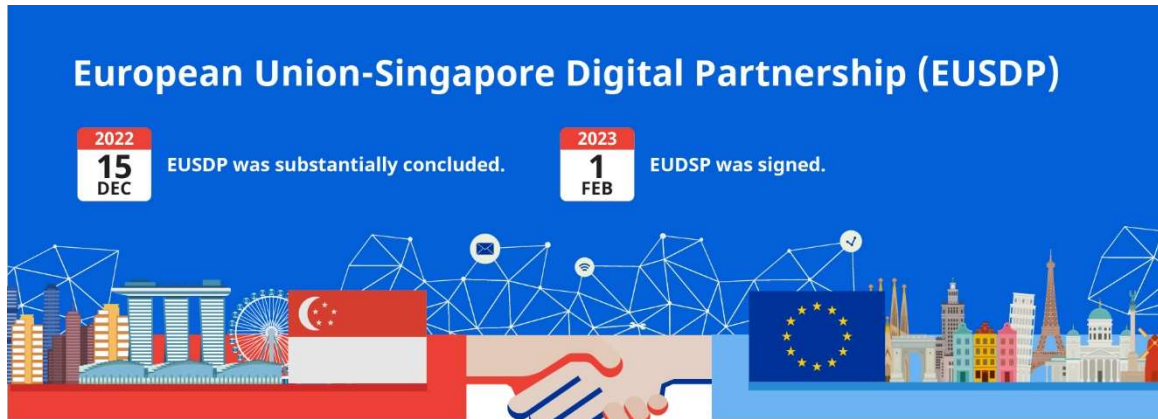 European Union-Singapore Digital Partnership (EUSDP)
2022
15
DEC
EUSDP was substantially concluded.
2023
1
FEB
EUDSP was signed.